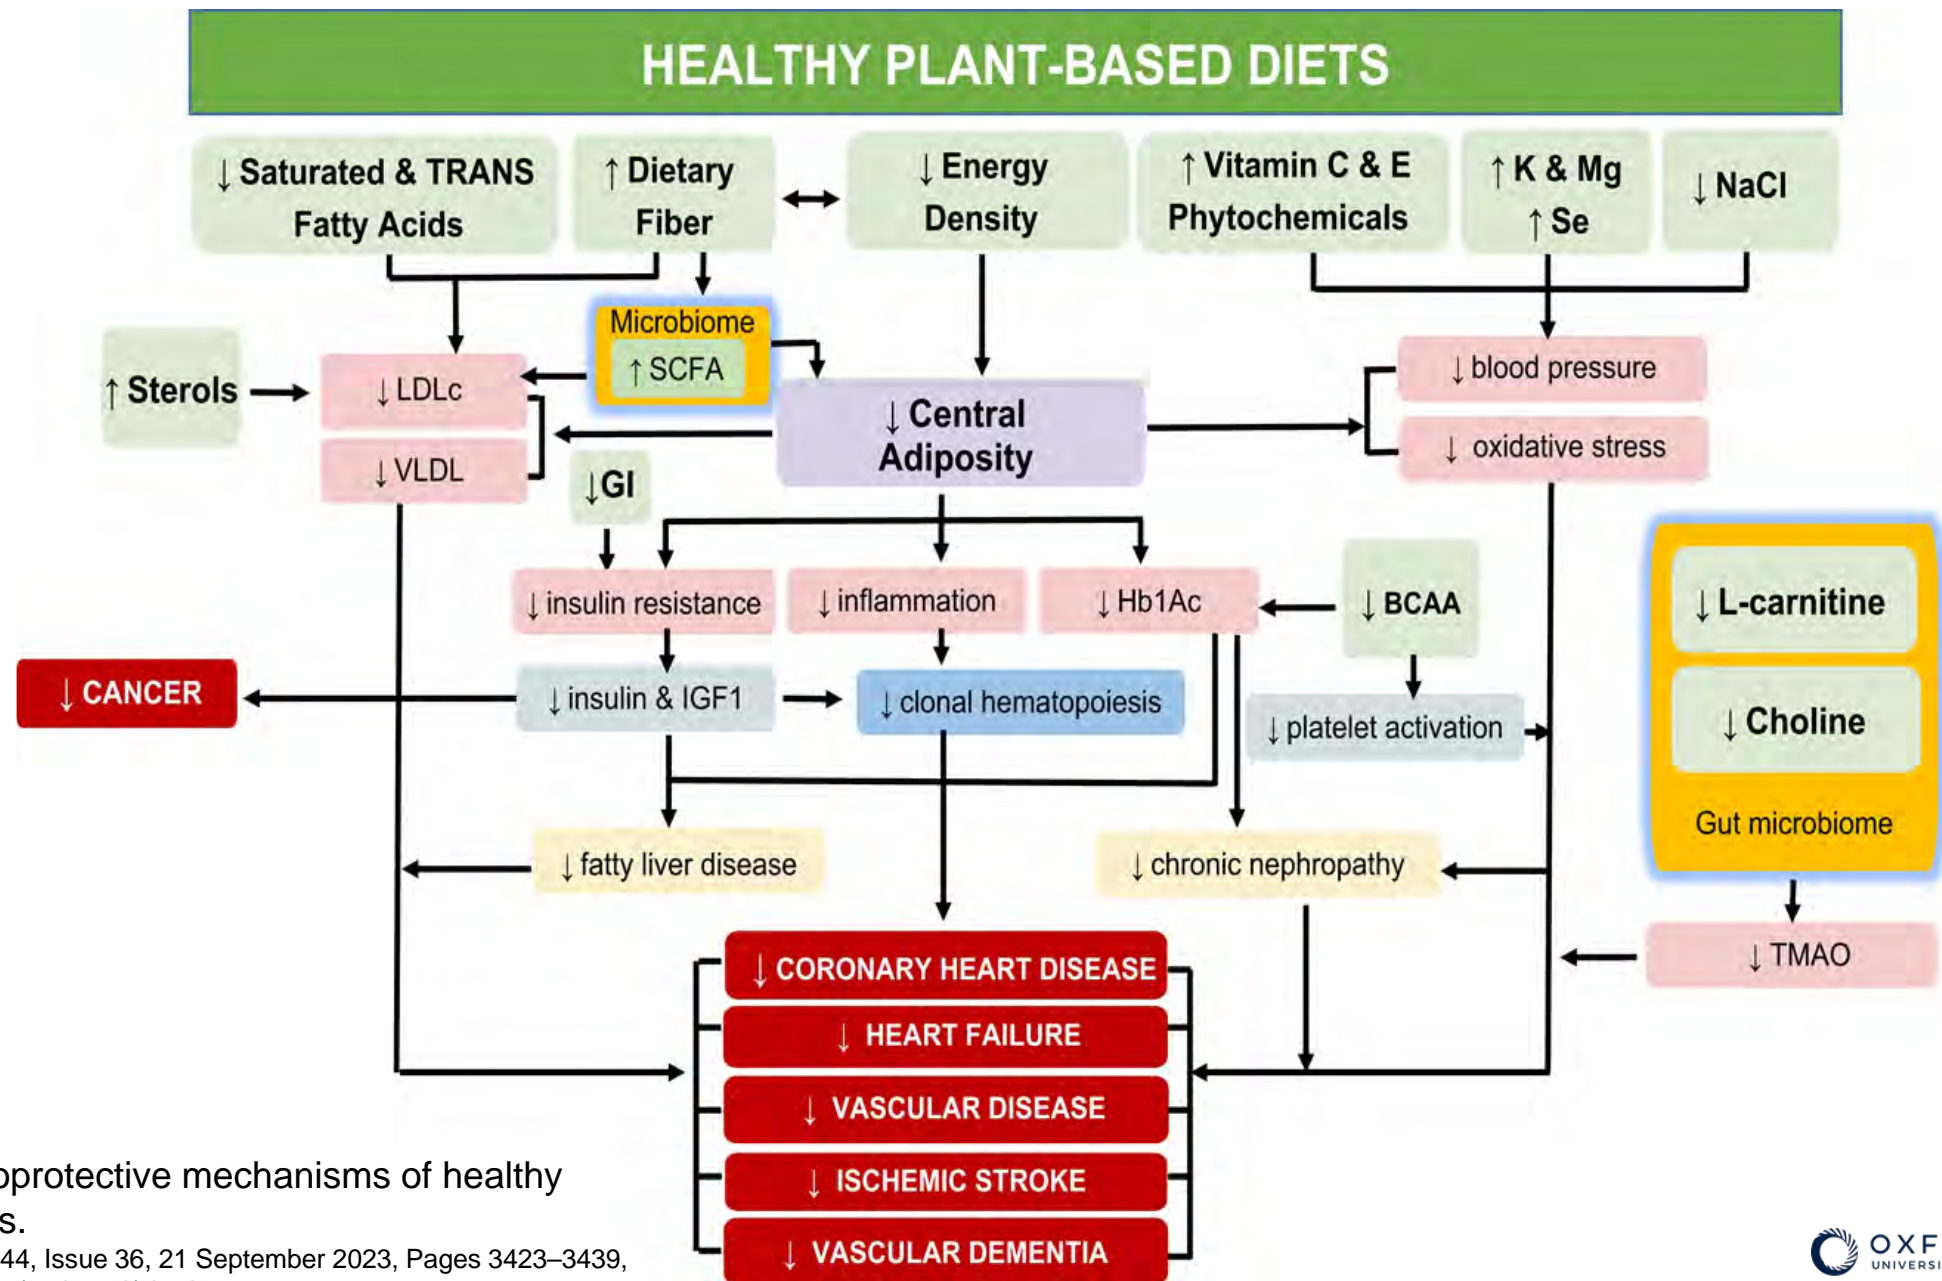 HEALTHY PLANT-BASED DIETS
↓ Saturated & TRANS
Fatty Acids
↑ Dietary
Fiber
↓ Energy
Density
↑ Vitamin C & E
Phytochemicals
↑ K & Mg
↑ Se
↓ NaCl
Microbiome
↑ SCFA
↑ Sterols
↓ LDLc
↓ VLDL
↓ Central
Adiposity
↓ blood pressure
↓ oxidative stress
↓GI
↓ insulin resistance
↓ inflammation
↓ Hb1Ac
↓ BCAA
↓ L-carnitine
↓ Choline
Gut microbiome
↓ CANCER
↓ insulin & IGF1
↓ clonal hematopoiesis
↓ platelet activation
↓ fatty liver disease
↓ chronic nephropathy
↓ TMAO
↓ CORONARY HEART DISEASE
↓ HEART FAILURE
↓ VASCULAR DISEASE
↓ ISCHEMIC STROKE
↓ VASCULAR DEMENTIA
oprotective mechanisms of healthy
s.
44, Issue 36, 21 September 2023, Pages 3423–3439,
OXF
UNIVERSI